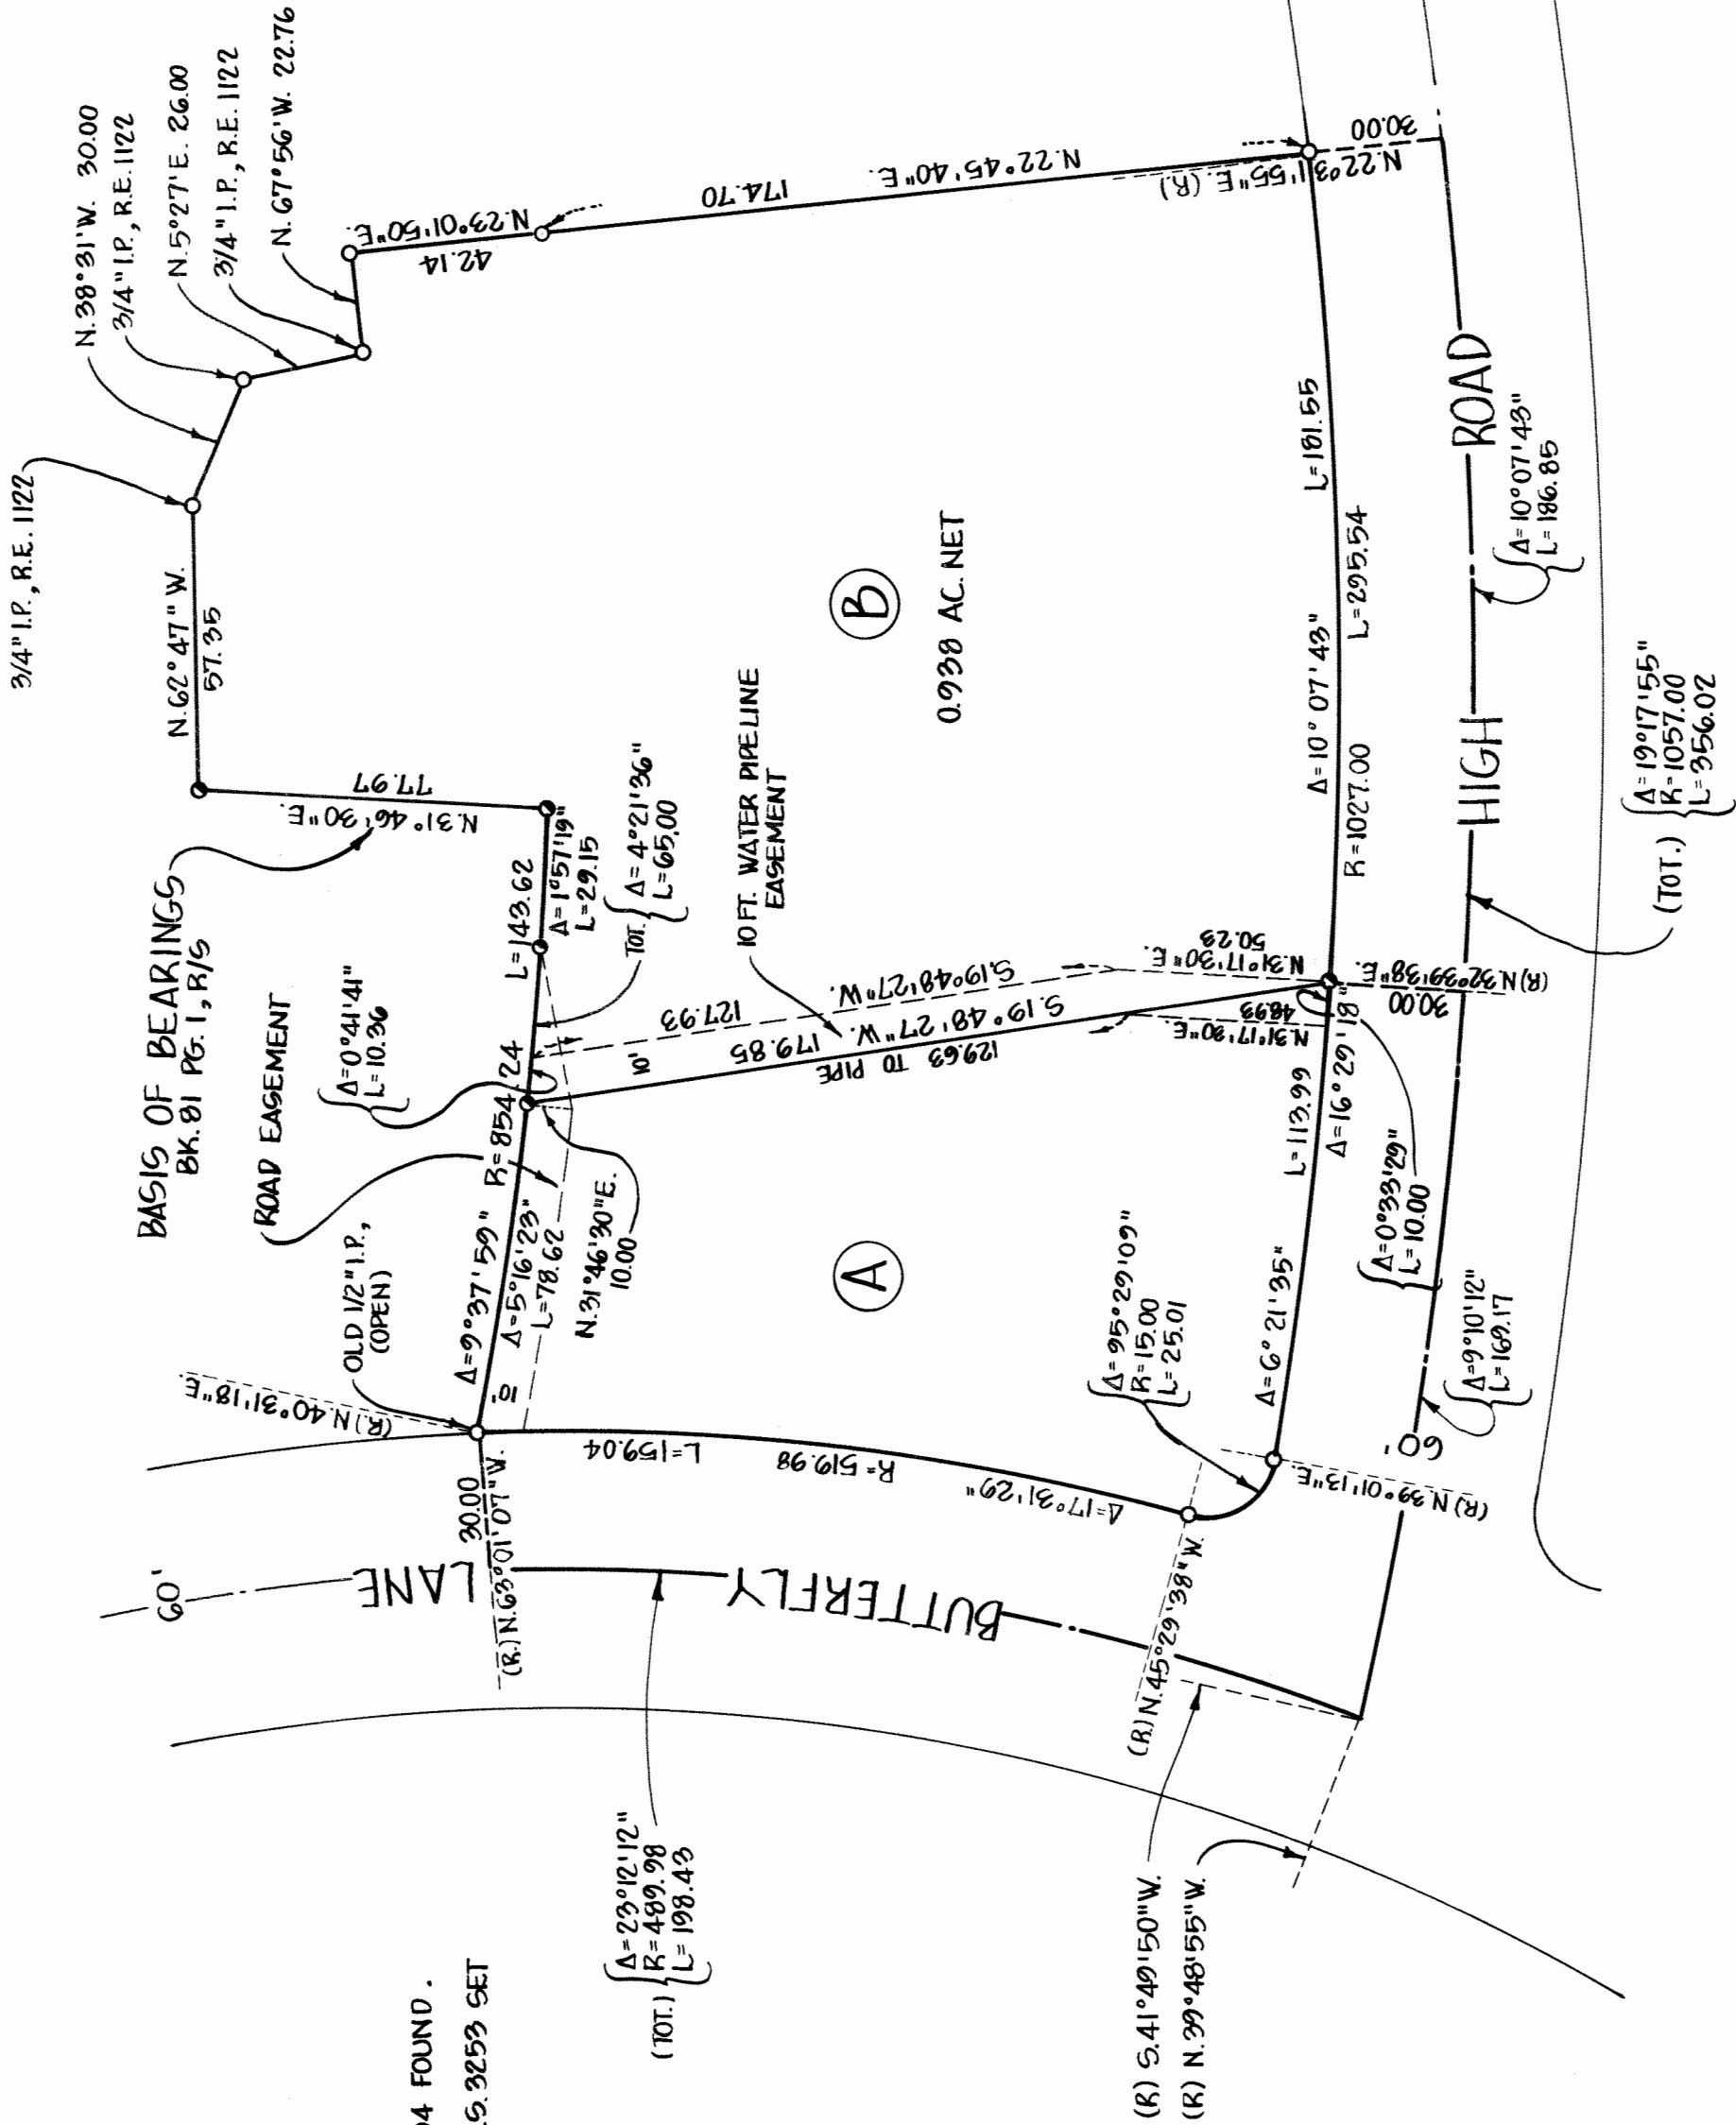 3/4" I.P., R.E. 1122
N. 38° 31' W. 30.00
3/4" I.P., R.E. 1122
N. 5° 27' E. 26.00
3/4" I.P., R.E. 1122
N. 67° 56' W. 22.76
N. 62° 47" W.
57.35
N. 23° 01' 50" E.
42.14
N. 22° 45' 40" E.
174.70
N. 22° 31' 55" E. (R.)
30.00
BASIS OF BEARINGS
BK. 81 PG. 1, R/S
N. 31° 46' 30" E.
77.97
ROAD EASEMENT
Δ= 0° 41' 41"
L= 10.36
OLD 1/2" I.P.,
(OPEN)
L= 143.62
Δ= 1° 57' 19"
L= 29.15
TOT.
Δ= 4° 21' 36"
L= 65.00
R= 854.24
Δ= 9° 37' 59"
Δ= 5° 16' 23"
L= 78.62
10'
N. 31° 46' 30" E.
10.00
(R.) N. 40° 31' 18" E.
10 FT. WATER PIPELINE
EASEMENT
10'
127.93
S. 19° 48' 27" W.
179.85
S. 19° 48' 27" W.
129.63 TO PIPE
N. 31° 17' 30" E.
50.23
N. 31° 17' 30" E.
48.93
B
0.938 AC. NET
A
60'
BUTTERFLY LANE
30.00
(R.) N. 63° 01' 07" W.
L= 159.04
R= 519.98
Δ= 17° 31' 29"
Δ= 95° 29' 09"
R= 15.00
L= 25.01
(R.) N. 45° 29' 38" W.
(R) S. 41° 49' 50" W.
(R) N. 39° 48' 55" W.
(TOT.)
Δ= 23° 12' 12"
R= 489.98
L= 198.43
L= 181.55
Δ= 10° 07' 43"
L= 295.54
R= 1027.00
L= 113.99
Δ= 16° 29' 18"
Δ= 6° 21' 35"
Δ= 0° 33' 29"
L= 10.00
(R) N. 32° 39' 38" E.
30.00
(R) N. 39° 01' 13" E.
60'
HIGH ROAD
Δ= 10° 07' 43"
L= 186.85
Δ= 9° 10' 12"
L= 169.17
(TOT.)
Δ= 19° 17' 55"
R= 1057.00
L= 356.02
04 FOUND.
.S. 3253 SET